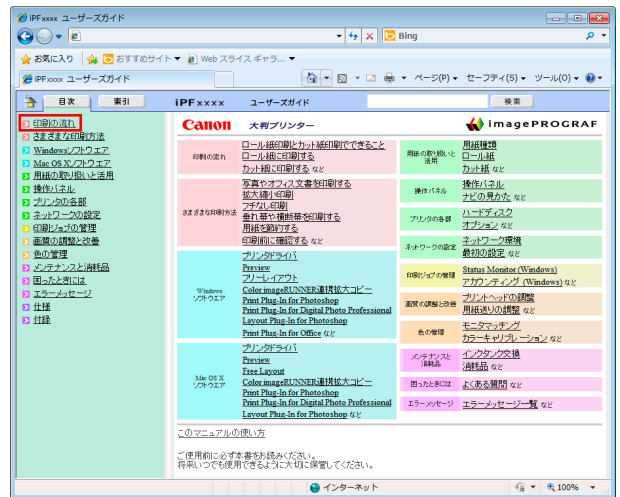 iPFxxxx ユーザーズガイド
Bing
お気に入り おすすめサイト Web スライス ギャラ...
iPFxxxx ユーザーズガイド
ページ(P) セーフティ(S) ツール(O)
目次 索引 iPFxxxx ユーザーズガイド 検索
印刷の流れ
さまざまな印刷方法
Windowsソフトウエア
Mac OS Xソフトウエア
用紙の取り扱いと活用
操作パネル
プリンタの各部
ネットワークの設定
印刷ジョブの管理
画質の調整と改善
色の管理
メンテナンスと消耗品
困ったときには
エラーメッセージ
仕様
付録
Canon 大判プリンター imagePROGRAF
印刷の流れ
ロール紙印刷とカット紙印刷でできること
ロール紙に印刷する
カット紙に印刷する など
さまざまな印刷方法
写真やオフィス文書を印刷する
拡大縮小印刷
フチなし印刷
垂れ幕や横断幕を印刷する
用紙を節約する
印刷前に確認する など
Windows
ソフトウエア
プリンタドライバ
Preview
フリーレイアウト
Color imageRUNNER連携拡大コピー
Print Plug-In for Photoshop
Print Plug-In for Digital Photo Professional
Layout Plug-In for Photoshop
Print Plug-In for Office など
Mac OS X
ソフトウエア
プリンタドライバ
Preview
Free Layout
Color imageRUNNER連携拡大コピー
Print Plug-In for Photoshop
Print Plug-In for Digital Photo Professional
Layout Plug-In for Photoshop など
用紙の取り扱いと
活用
用紙種類
ロール紙
カット紙 など
操作パネル
操作パネル
ナビの見かた など
プリンタの各部
ハードディスク
オプション など
ネットワークの設定
ネットワーク環境
最初の設定 など
印刷ジョブの管理
Status Monitor (Windows)
アカウンティング (Windows) など
画質の調整と改善
プリントヘッドの調整
用紙送りの調整 など
色の管理
モニタマッチング
カラーキャリブレーション など
メンテナンスと
消耗品
インクタンク交換
消耗品 など
困ったときには
よくある質問 など
エラーメッセージ
エラーメッセージ一覧 など
このマニュアルの使い方
ご使用前に必ず本書をお読みください。
将来いつでも使用できるように大切に保管してください。
インターネット 100%